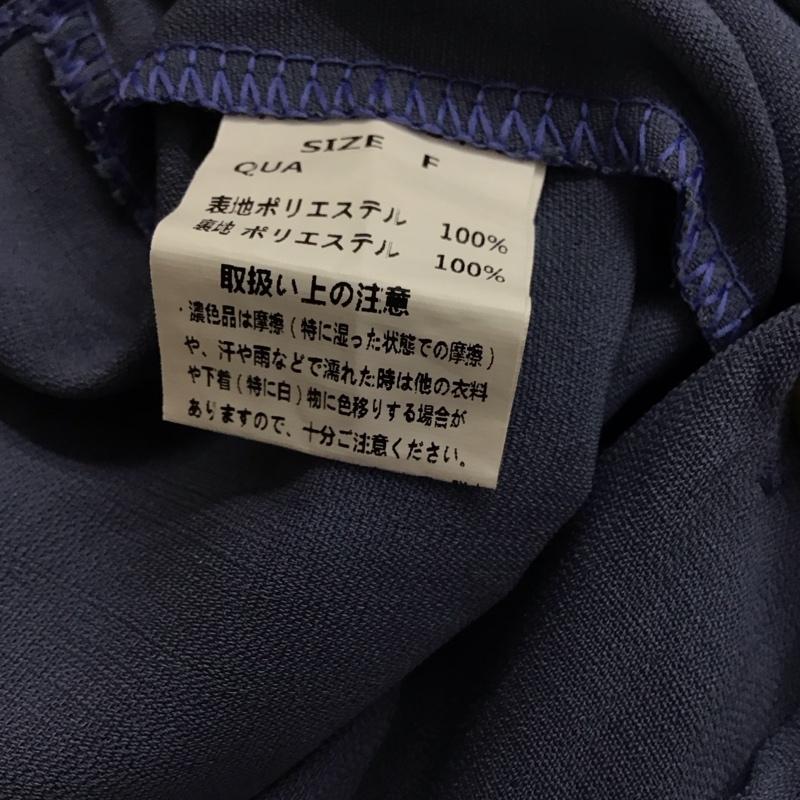 SIZE F
QUA
表地ポリエステル 100%
裏地 ポリエステル 100%
取扱い上の注意
・濃色品は摩擦(特に湿った状態での摩擦)
や、汗や雨などで濡れた時は他の衣料
や下着(特に白)物に色移りする場合が
ありますので、十分ご注意ください。